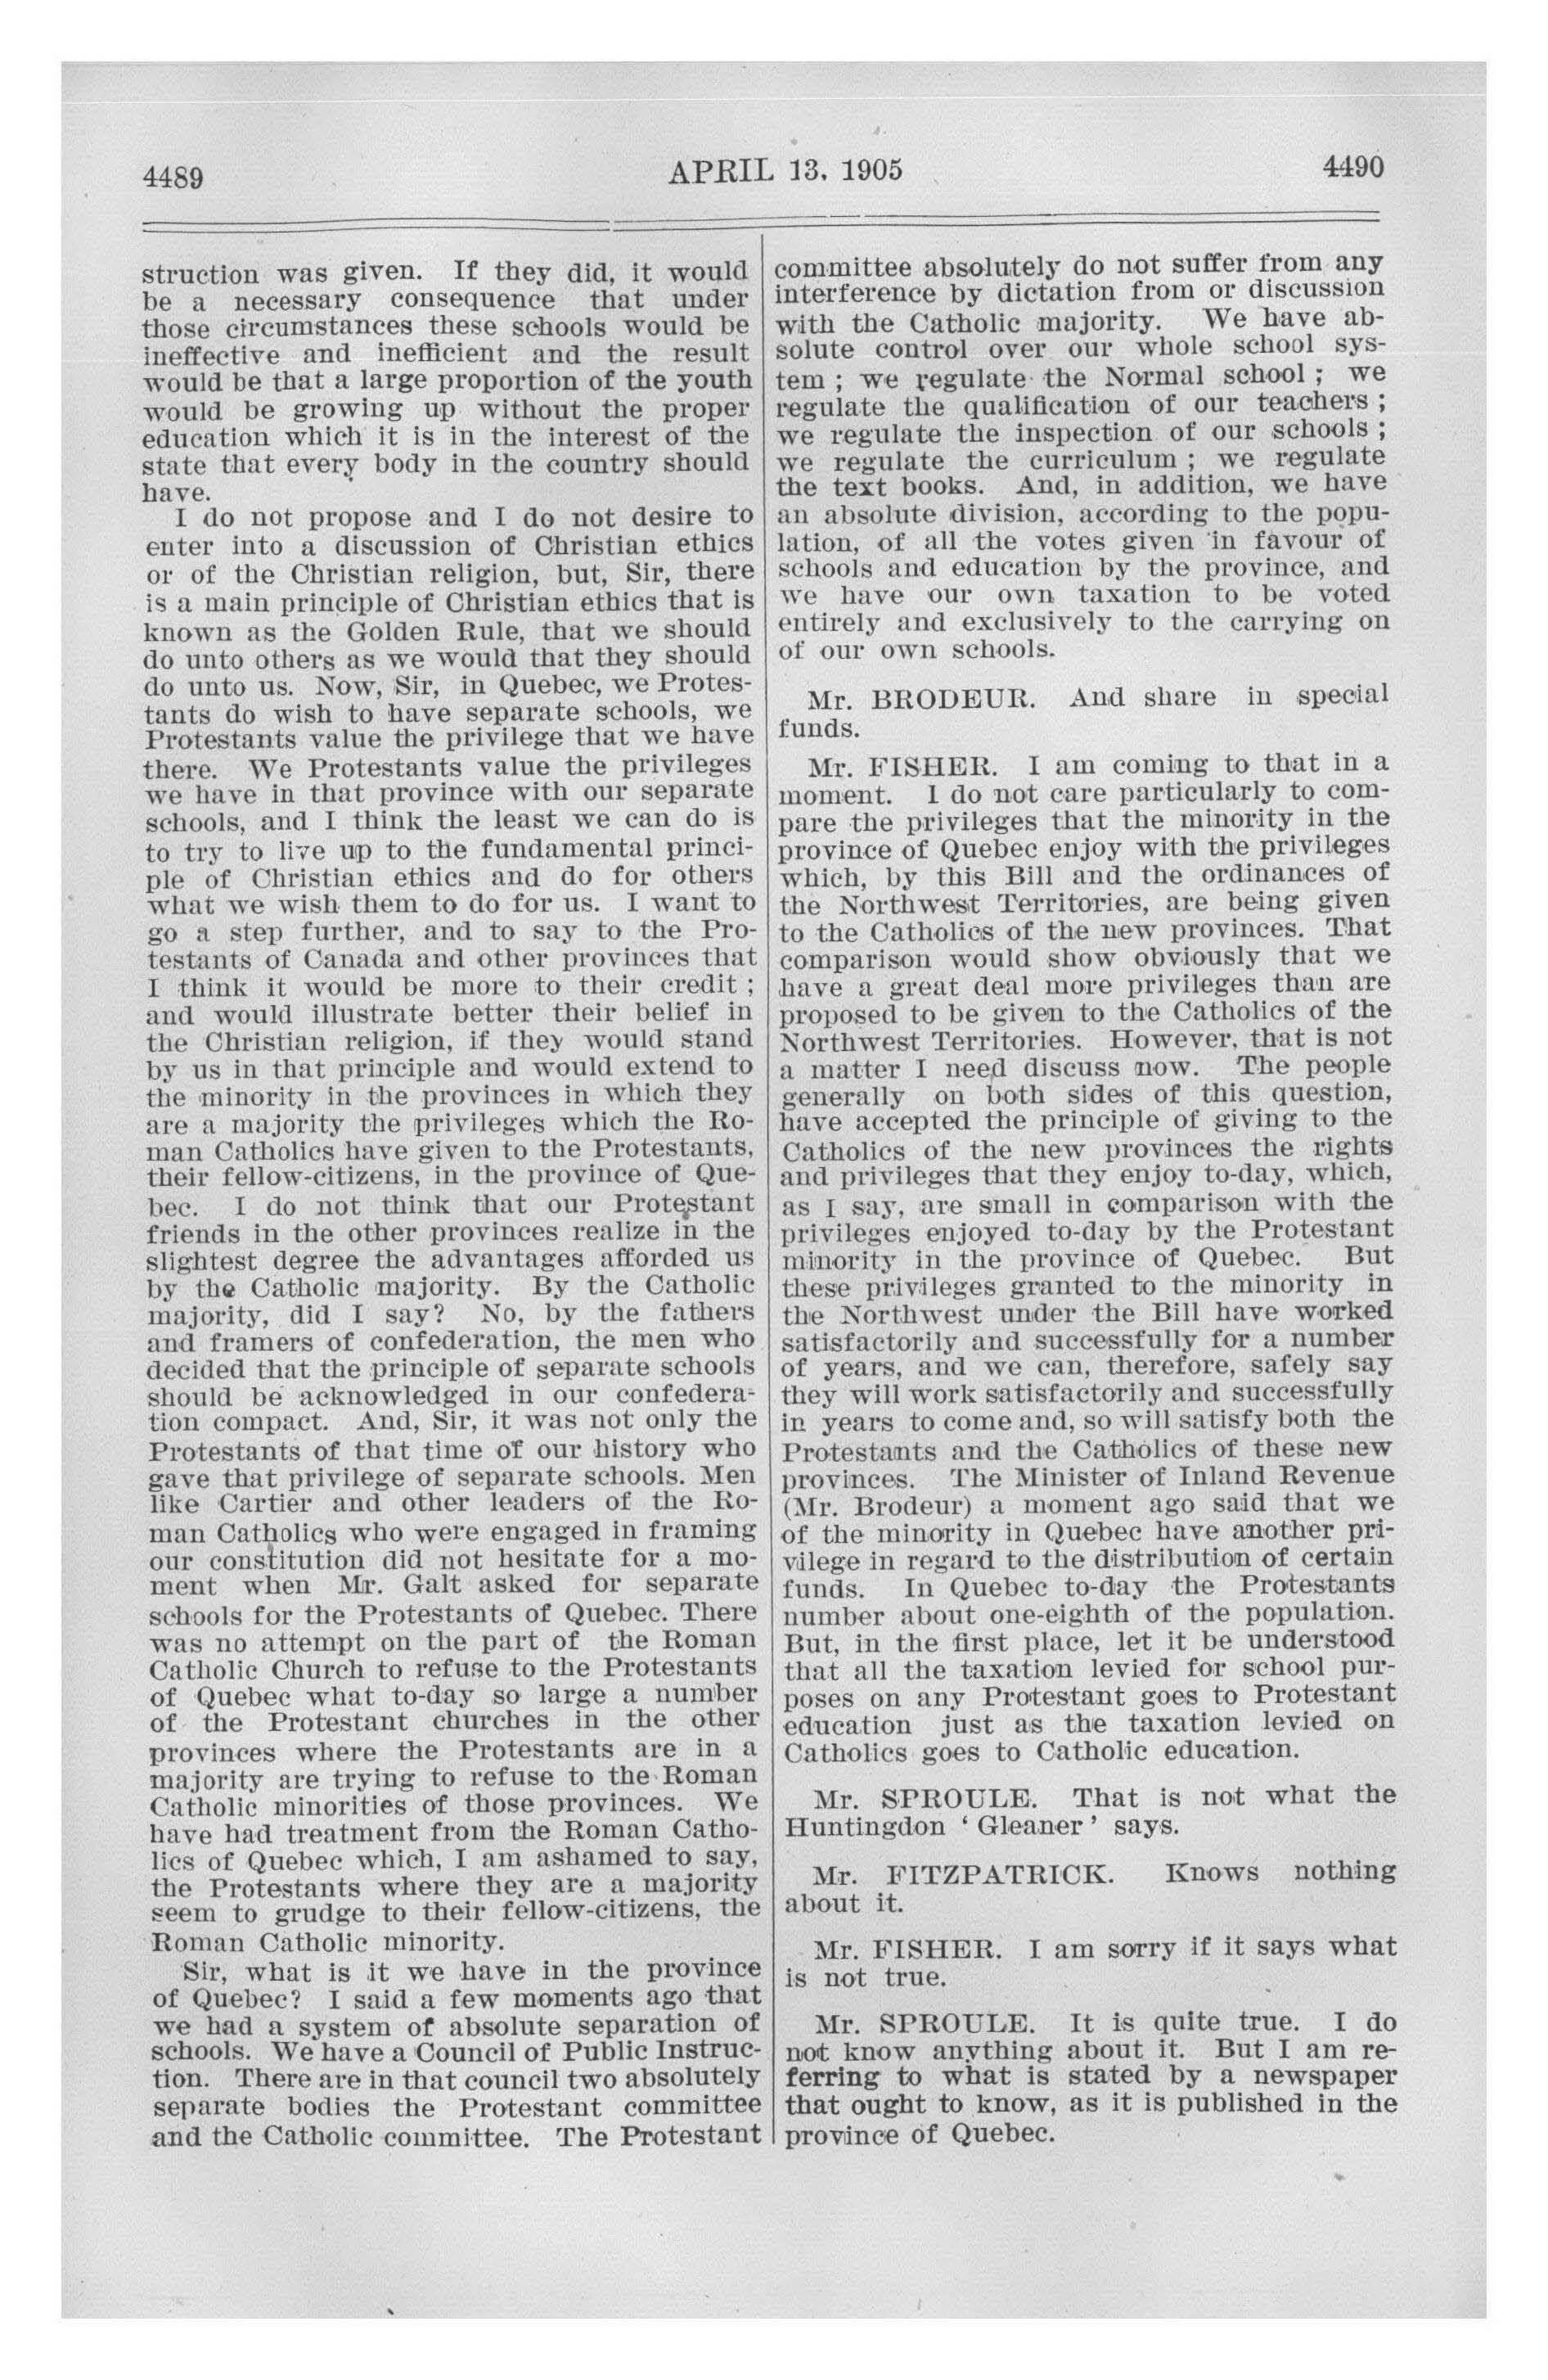 4489
APRIL 13, 1905
4490
struction was given. If they did, it would
be a necessary consequence that under
those circumstances these schools would be
ineffective and inefficient and the result
would be that a large proportion of the youth
would be growing up without the proper
education which it is in the interest of the
state that every body in the country should
have.
I do not propose and I do not desire to
enter into a discussion of Christian ethics
or of the Christian religion, but, Sir, there
is a main principle of Christian ethics that is
known as the Golden Rule, that we should
do unto others as we would that they should
do unto us. Now, Sir, in Quebec, we Protes-
tants do wish to have separate schools, we
Protestants value the privilege that we have
there. We Protestants value the privileges
we have in that province with our separate
schools, and I think the least we can do is
to try to live up to the fundamental princi-
ple of Christian ethics and do for others
what we wish them to do for us. I want to
go a step further, and to say to the Pro-
testants of Canada and other provinces that
I think it would be more to their credit ;
and would illustrate better their belief in
the Christian religion, if they would stand
by us in that principle and would extend to
the minority in the provinces in which they
are a majority the privileges which the Ro-
man Catholics have given to the Protestants,
their fellow-citizens, in the province of Que-
bec. I do not think that our Protestant
friends in the other provinces realize in the
slightest degree the advantages afforded us
by the Catholic majority. By the Catholic
majority, did I say? No, by the fathers
and framers of confederation, the men who
decided that the principle of separate schools
should be acknowledged in our confedera-
tion compact. And, Sir, it was not only the
Protestants of that time of our history who
gave that privilege of separate schools. Men
like Cartier and other leaders of the Ro-
man Catholics who were engaged in framing
our constitution did not hesitate for a mo-
ment when Mr. Galt asked for separate
schools for the Protestants of Quebec. There
was no attempt on the part of the Roman
Catholic Church to refuse to the Protestants
of Quebec what to-day so large a number
of the Protestant churches in the other
provinces where the Protestants are in a
majority are trying to refuse to the Roman
Catholic minorities of those provinces. We
have had treatment from the Roman Catho-
lics of Quebec which, I am ashamed to say,
the Protestants where they are a majority
seem to grudge to their fellow-citizens, the
Roman Catholic minority.
Sir, what is it we have in the province
of Quebec? I said a few moments ago that
we had a system of absolute separation of
schools. We have a Council of Public Instruc-
tion. There are in that council two absolutely
separate bodies the Protestant committee
and the Catholic committee. The Protestant
committee absolutely do not suffer from any
interference by dictation from or discussion
with the Catholic majority. We have ab-
solute control over our whole school sys-
tem ; we regulate the Normal school ; we
regulate the qualification of our teachers ;
we regulate the inspection of our schools ;
we regulate the curriculum ; we regulate
the text books. And, in addition, we have
an absolute division, according to the popu-
lation, of all the votes given in favour of
schools and education by the province, and
we have our own taxation to be voted
entirely and exclusively to the carrying on
of our own schools.
Mr. BRODEUR. And share in special
funds.
Mr. FISHER. I am coming to that in a
moment. I do not care particularly to com-
pare the privileges that the minority in the
province of Quebec enjoy with the privileges
which, by this Bill and the ordinances of
the Northwest Territories, are being given
to the Catholics of the new provinces. That
comparison would show obviously that we
have a great deal more privileges than are
proposed to be given to the Catholics of the
Northwest Territories. However, that is not
a matter I need discuss now. The people
generally on both sides of this question,
have accepted the principle of giving to the
Catholics of the new provinces the rights
and privileges that they enjoy to-day, which,
as I say, are small in comparison with the
privileges enjoyed to-day by the Protestant
minority in the province of Quebec. But
these privileges granted to the minority in
the Northwest under the Bill have worked
satisfactorily and successfully for a number
of years, and we can, therefore, safely say
they will work satisfactorily and successfully
in years to come and, so will satisfy both the
Protestants and the Catholics of these new
provinces. The Minister of Inland Revenue
(Mr. Brodeur) a moment ago said that we
of the minority in Quebec have another pri-
vilege in regard to the distribution of certain
funds. In Quebec to-day the Protestants
number about one-eighth of the population.
But, in the first place, let it be understood
that all the taxation levied for school pur-
poses on any Protestant goes to Protestant
education just as the taxation levied on
Catholics goes to Catholic education.
Mr. SPROULE. That is not what the
Huntingdon ‘ Gleaner ’ says.
Mr. FITZPATRICK. Knows nothing
about it.
Mr. FISHER. I am sorry if it says what
is not true.
Mr. SPROULE. It is quite true. I do
not know anything about it. But I am re-
ferring to what is stated by a newspaper
that ought to know, as it is published in the
province of Quebec.